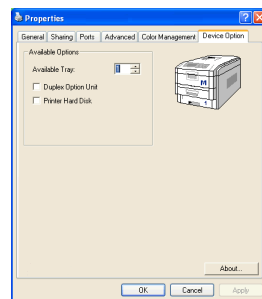 Properties
General Sharing Ports Advanced Color Management Device Option
Available Options
Available Tray: 1
Duplex Option Unit
Printer Hard Disk
M
1
About...
OK Cancel Apply